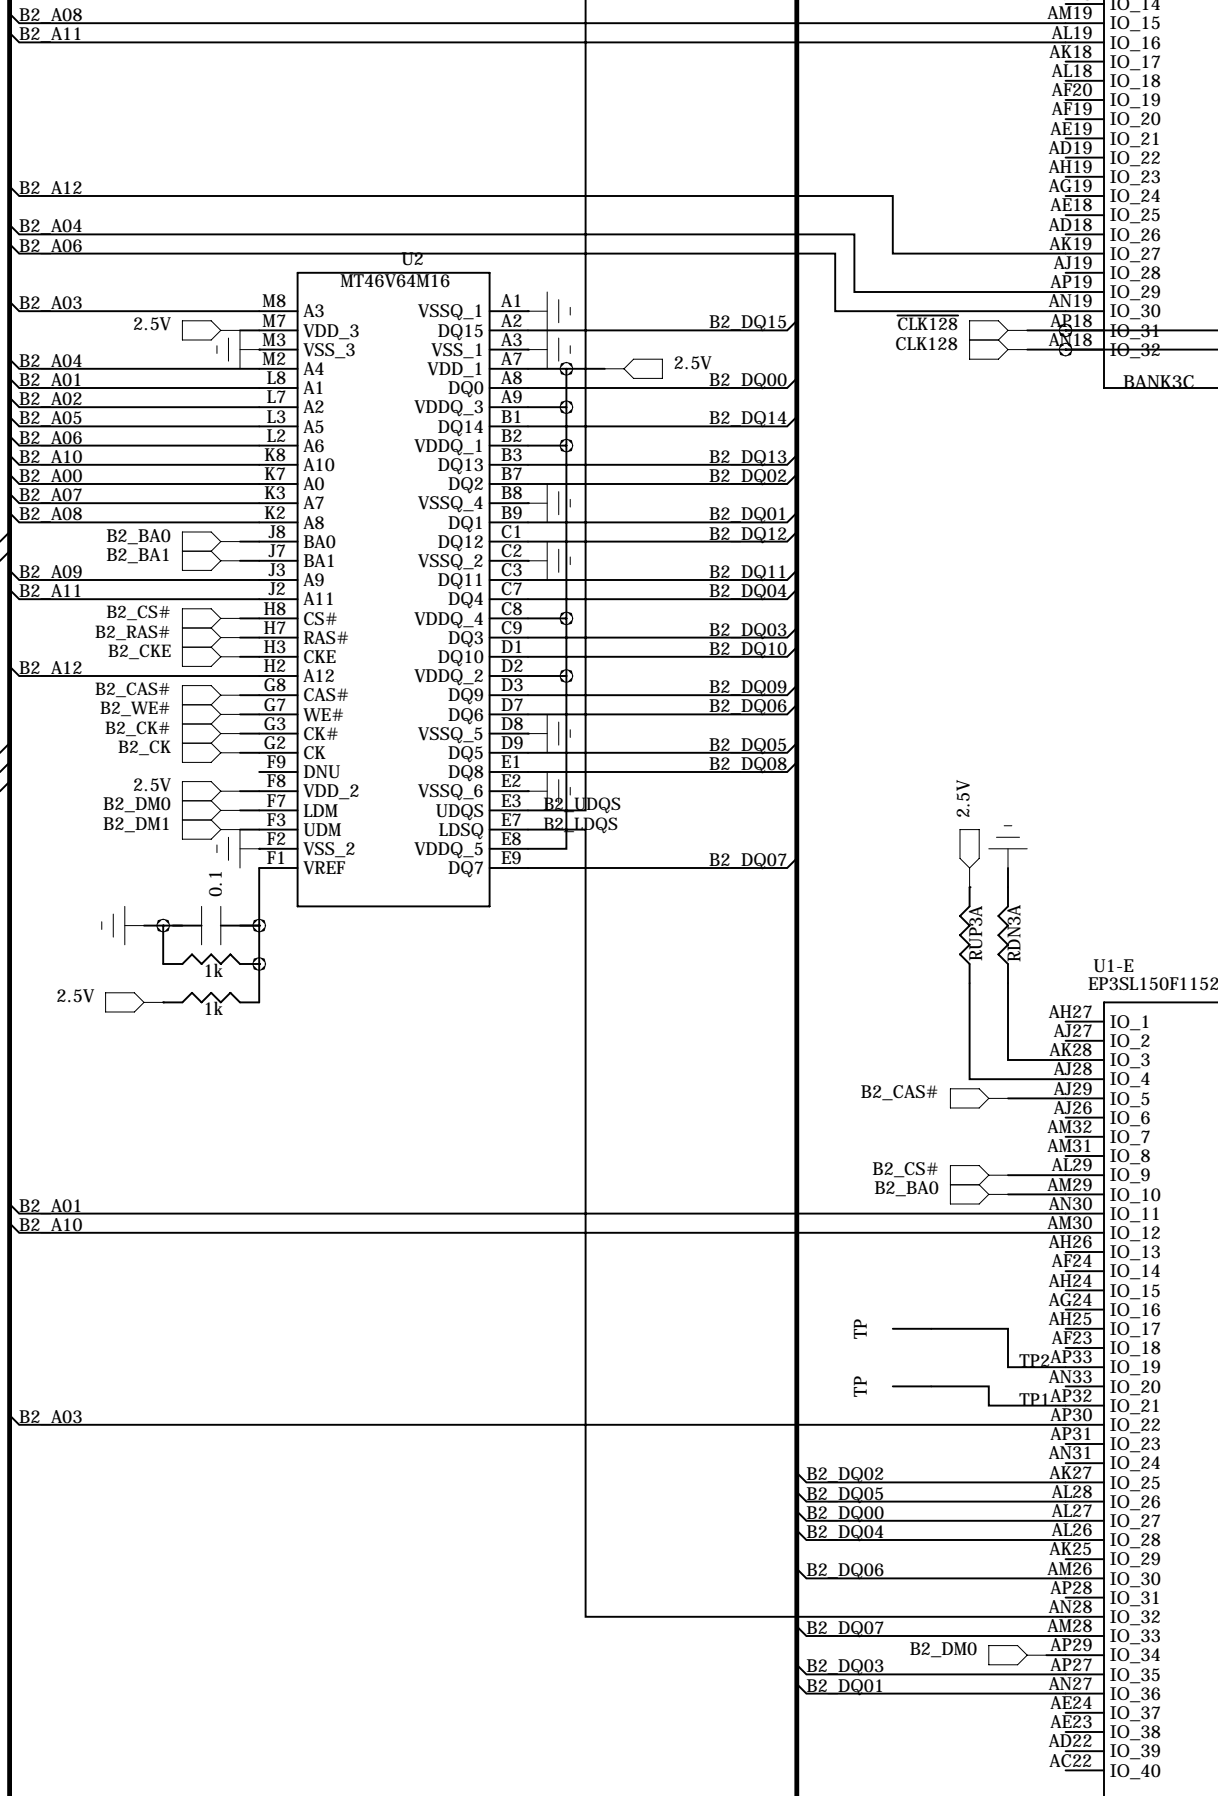 B2_A08
B2_A11
B2_A12
B2_A04
B2_A06
IO_14
AM19 IO_15
AL19 IO_16
AK18 IO_17
AL18 IO_18
AF20 IO_19
AF19 IO_20
AE19 IO_21
AD19 IO_22
AH19 IO_23
AG19 IO_24
AE18 IO_25
AD18 IO_26
AK19 IO_27
AJ19 IO_28
AP19 IO_29
AN19 IO_30
CLK128 AP18 IO_31
CLK128 AN18 IO_32
BANK3C
U2
MT46V64M16
B2_A03 M8 A3
2.5V M7 VDD_3
M3 VSS_3
B2_A04 M2 A4
B2_A01 L8 A1
B2_A02 L7 A2
B2_A05 L3 A5
B2_A06 L2 A6
B2_A10 K8 A10
B2_A00 K7 A0
B2_A07 K3 A7
B2_A08 K2 A8
B2_BA0 J8 BA0
B2_BA1 J7 BA1
B2_A09 J3 A9
B2_A11 J2 A11
B2_CS# H8 CS#
B2_RAS# H7 RAS#
B2_CKE H3 CKE
B2_A12 H2 A12
B2_CAS# G8 CAS#
B2_WE# G7 WE#
B2_CK# G3 CK#
B2_CK G2 CK
F9 DNU
2.5V F8 VDD_2
B2_DM0 F7 LDM
B2_DM1 F3 UDM
F2 VSS_2
F1 VREF
VSSQ_1 A1
DQ15 A2 B2_DQ15
VSS_1 A3
VDD_1 A7 2.5V
DQ0 A8 B2_DQ00
VDDQ_3 A9
DQ14 B1 B2_DQ14
VDDQ_1 B2
DQ13 B3 B2_DQ13
DQ2 B7 B2_DQ02
VSSQ_4 B8
DQ1 B9 B2_DQ01
DQ12 C1 B2_DQ12
VSSQ_2 C2
DQ11 C3 B2_DQ11
DQ4 C7 B2_DQ04
VDDQ_4 C8
DQ3 C9 B2_DQ03
DQ10 D1 B2_DQ10
VDDQ_2 D2
DQ9 D3 B2_DQ09
DQ6 D7 B2_DQ06
VSSQ_5 D8
DQ5 D9 B2_DQ05
DQ8 E1 B2_DQ08
VSSQ_6 E2
UDQS E3 B2_UDQS
LDSQ E7 B2_LDQS
VDDQ_5 E8
DQ7 E9 B2_DQ07
0.1
1k
2.5V
1k
2.5V
RUP3A
RDN3A
U1-E
EP3SL150F1152
AH27 IO_1
AJ27 IO_2
AK28 IO_3
AJ28 IO_4
B2_CAS# AJ29 IO_5
AJ26 IO_6
AM32 IO_7
AM31 IO_8
B2_CS# AL29 IO_9
B2_BA0 AM29 IO_10
B2_A01 AN30 IO_11
B2_A10 AM30 IO_12
AH26 IO_13
AF24 IO_14
AH24 IO_15
AG24 IO_16
AH25 IO_17
AF23 IO_18
TP TP2 AP33 IO_19
AN33 IO_20
TP TP1 AP32 IO_21
B2_A03 AP30 IO_22
AP31 IO_23
AN31 IO_24
B2_DQ02 AK27 IO_25
B2_DQ05 AL28 IO_26
B2_DQ00 AL27 IO_27
B2_DQ04 AL26 IO_28
AK25 IO_29
B2_DQ06 AM26 IO_30
AP28 IO_31
AN28 IO_32
B2_DQ07 AM28 IO_33
B2_DM0 AP29 IO_34
B2_DQ03 AP27 IO_35
B2_DQ01 AN27 IO_36
AE24 IO_37
AE23 IO_38
AD22 IO_39
AC22 IO_40